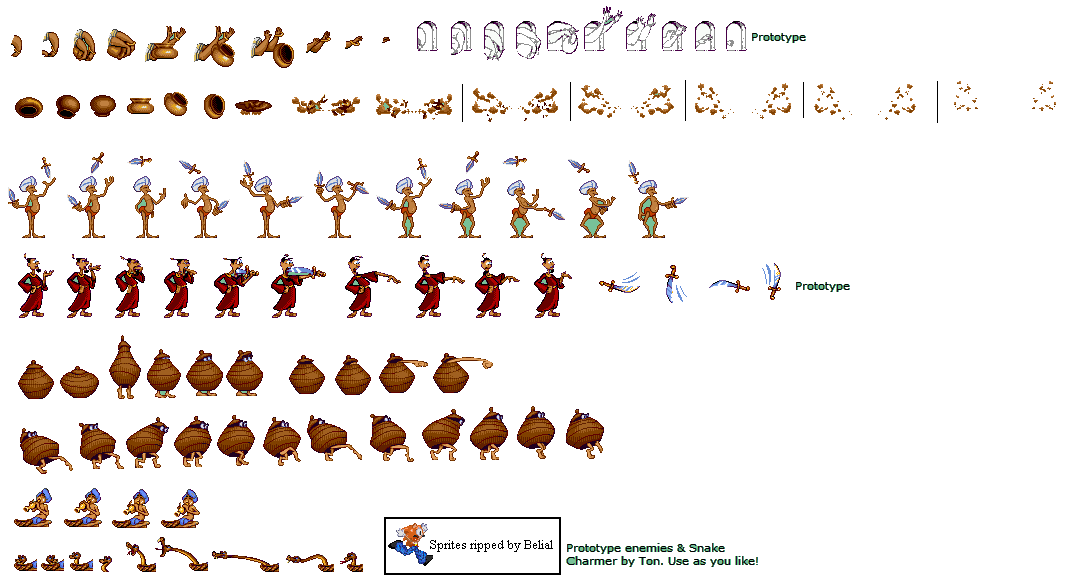 Prototype
Prototype
Sprites ripped by Belial
Prototype enemies & Snake
Charmer by Ton. Use as you like!